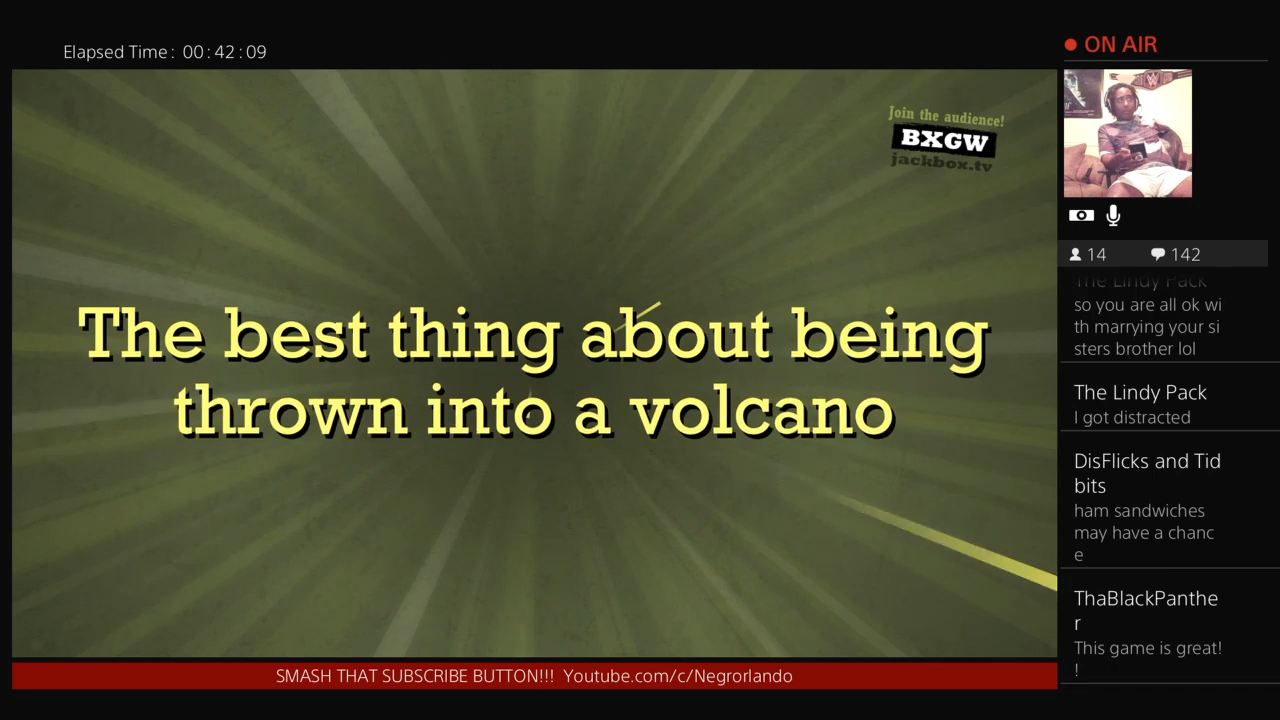 Elapsed Time: 00:42:09
ON AIR
Join the audience!
BXGW
jackbox.tv
14 142
The Lindy Pack
so you are all ok wi
th marrying your si
sters brother lol
The Lindy Pack
I got distracted
DisFlicks and Tid
bits
ham sandwiches
may have a chanc
e
ThaBlackPanthe
r
This game is great!
!
The best thing about being
thrown into a volcano
SMASH THAT SUBSCRIBE BUTTON!!! Youtube.com/c/Negrorlando